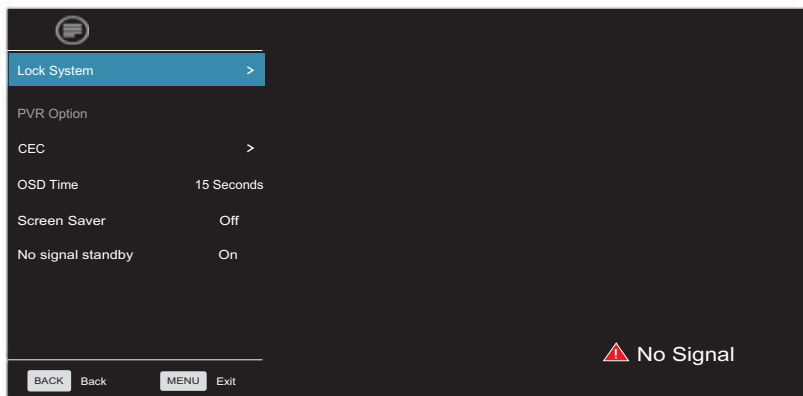 Lock System >
PVR Option
CEC >
OSD Time 15 Seconds
Screen Saver Off
No signal standby On
No Signal
BACK Back MENU Exit